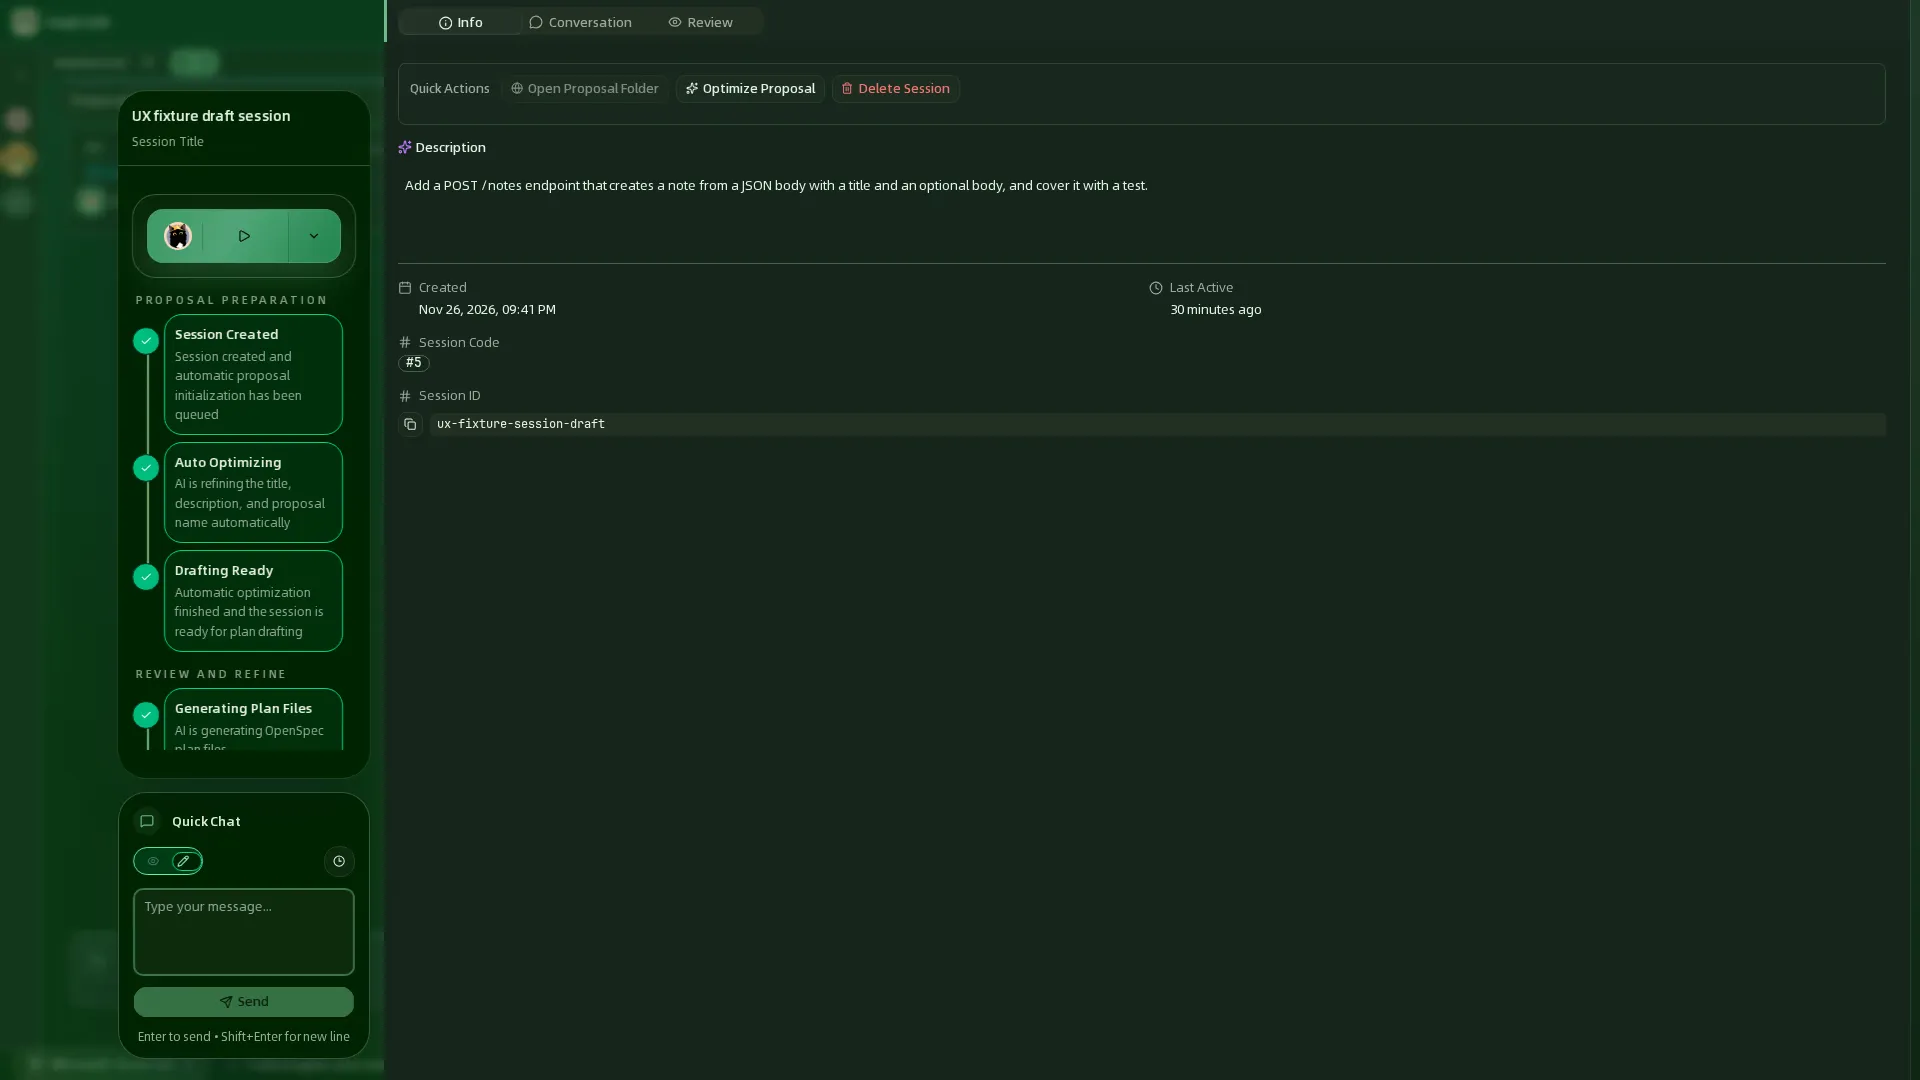 UX fixture draft session
Session Title
PROPOSAL PREPARATION
Session Created
Session created and
automatic proposal
initialization has been
queued
Auto Optimizing
AI is refining the title,
description, and proposal
name automatically
Drafting Ready
Automatic optimization
finished and the session is
ready for plan drafting
REVIEW AND REFINE
Generating Plan Files
AI is generating OpenSpec
plan files
Quick Chat
Type your message...
Send
Enter to send • Shift+Enter for new line
Info
Conversation
Review
Quick Actions
Open Proposal Folder
Optimize Proposal
Delete Session
Description
Add a POST /notes endpoint that creates a note from a JSON body with a title and an optional body, and cover it with a test.
Created
Nov 26, 2026, 09:41 PM
Last Active
30 minutes ago
Session Code
#5
Session ID
ux-fixture-session-draft